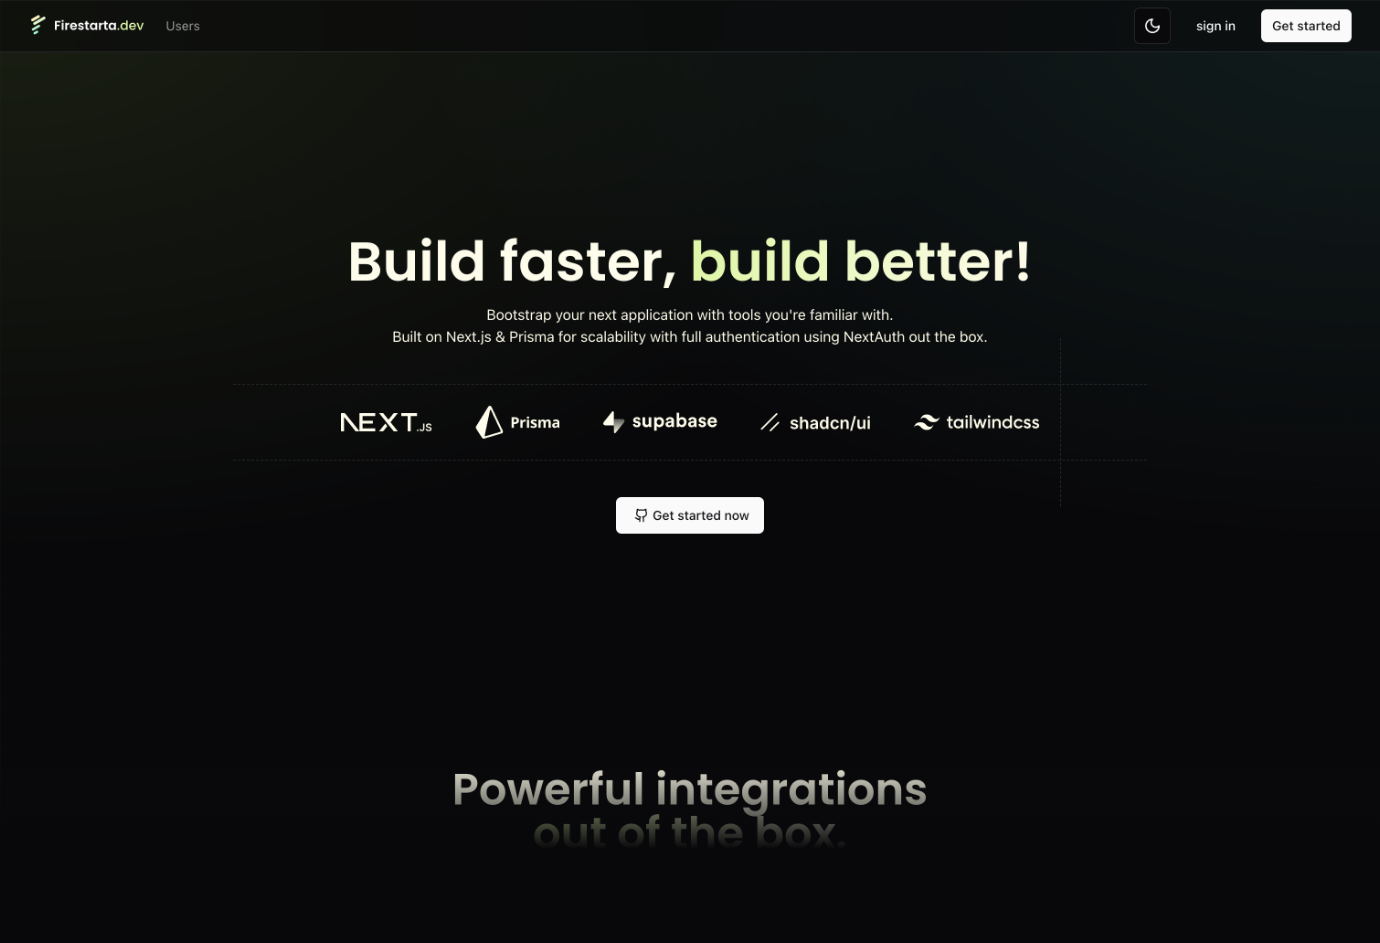 Firestarta.dev
Users
sign in
Get started
Build faster, build better!
Bootstrap your next application with tools you're familiar with.
Built on Next.js & Prisma for scalability with full authentication using NextAuth out the box.
NEXT.JS
Prisma
supabase
shadcn/ui
tailwindcss
Get started now
Powerful integrations
out of the box.